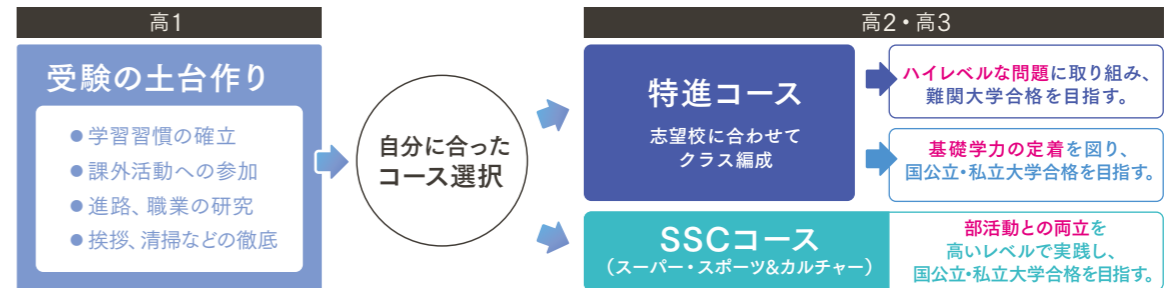 高1
受験の土台作り
●学習習慣の確立
●課外活動への参加
●進路、職業の研究
●挨拶、清掃などの徹底
自分に合った
コース選択
高2・高3
特進コース
志望校に合わせて
クラス編成
ハイレベルな問題に取り組み、
難関大学合格を目指す。
基礎学力の定着を図り、
国公立・私立大学合格を目指す。
SSCコース
（スーパー・スポーツ&カルチャー）
部活動との両立を
高いレベルで実践し、
国公立・私立大学合格を目指す。